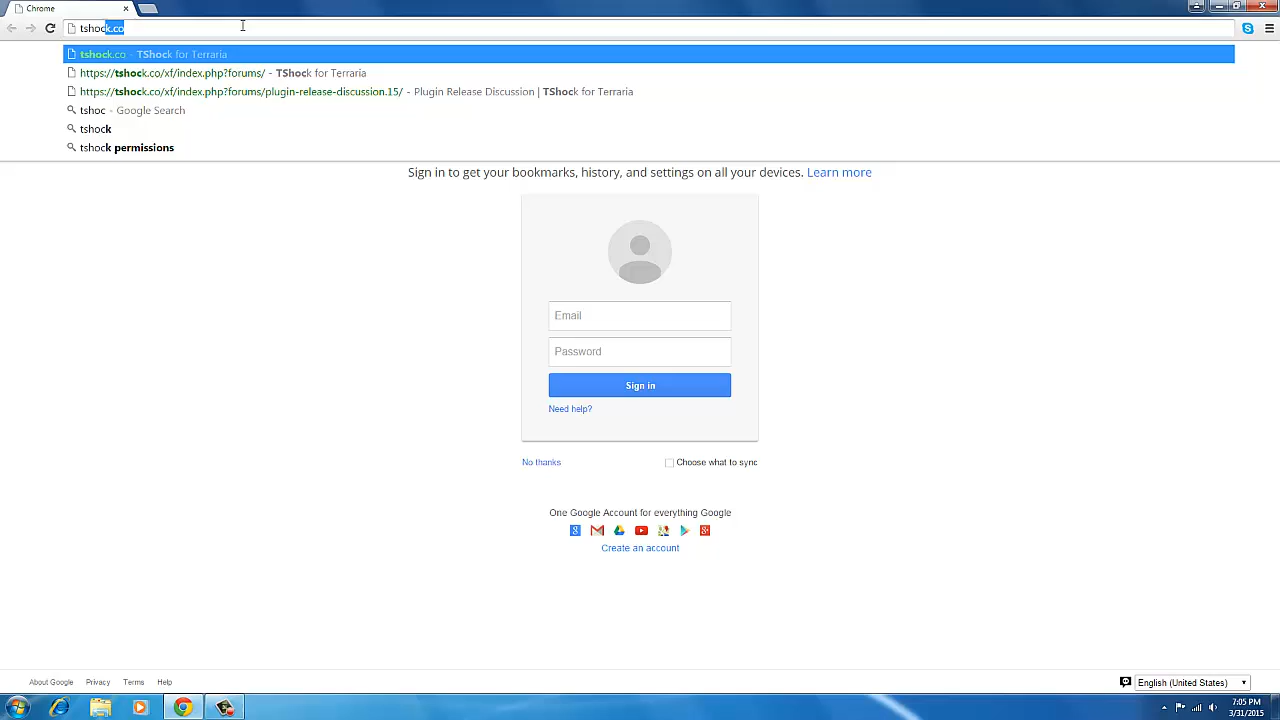 Chrome
tshock.co
tshock.co - TShock for Terraria
https://tshock.co/xf/index.php?forums/ - TShock for Terraria
https://tshock.co/xf/index.php?forums/plugin-release-discussion.15/ - Plugin Release Discussion | TShock for Terraria
tshoc - Google Search
tshock
tshock permissions
Sign in to get your bookmarks, history, and settings on all your devices. Learn more
Email
Password
Sign in
Need help?
No thanks
Choose what to sync
One Google Account for everything Google
Create an account
About Google Privacy Terms Help
English (United States)
7:05 PM
3/31/2015